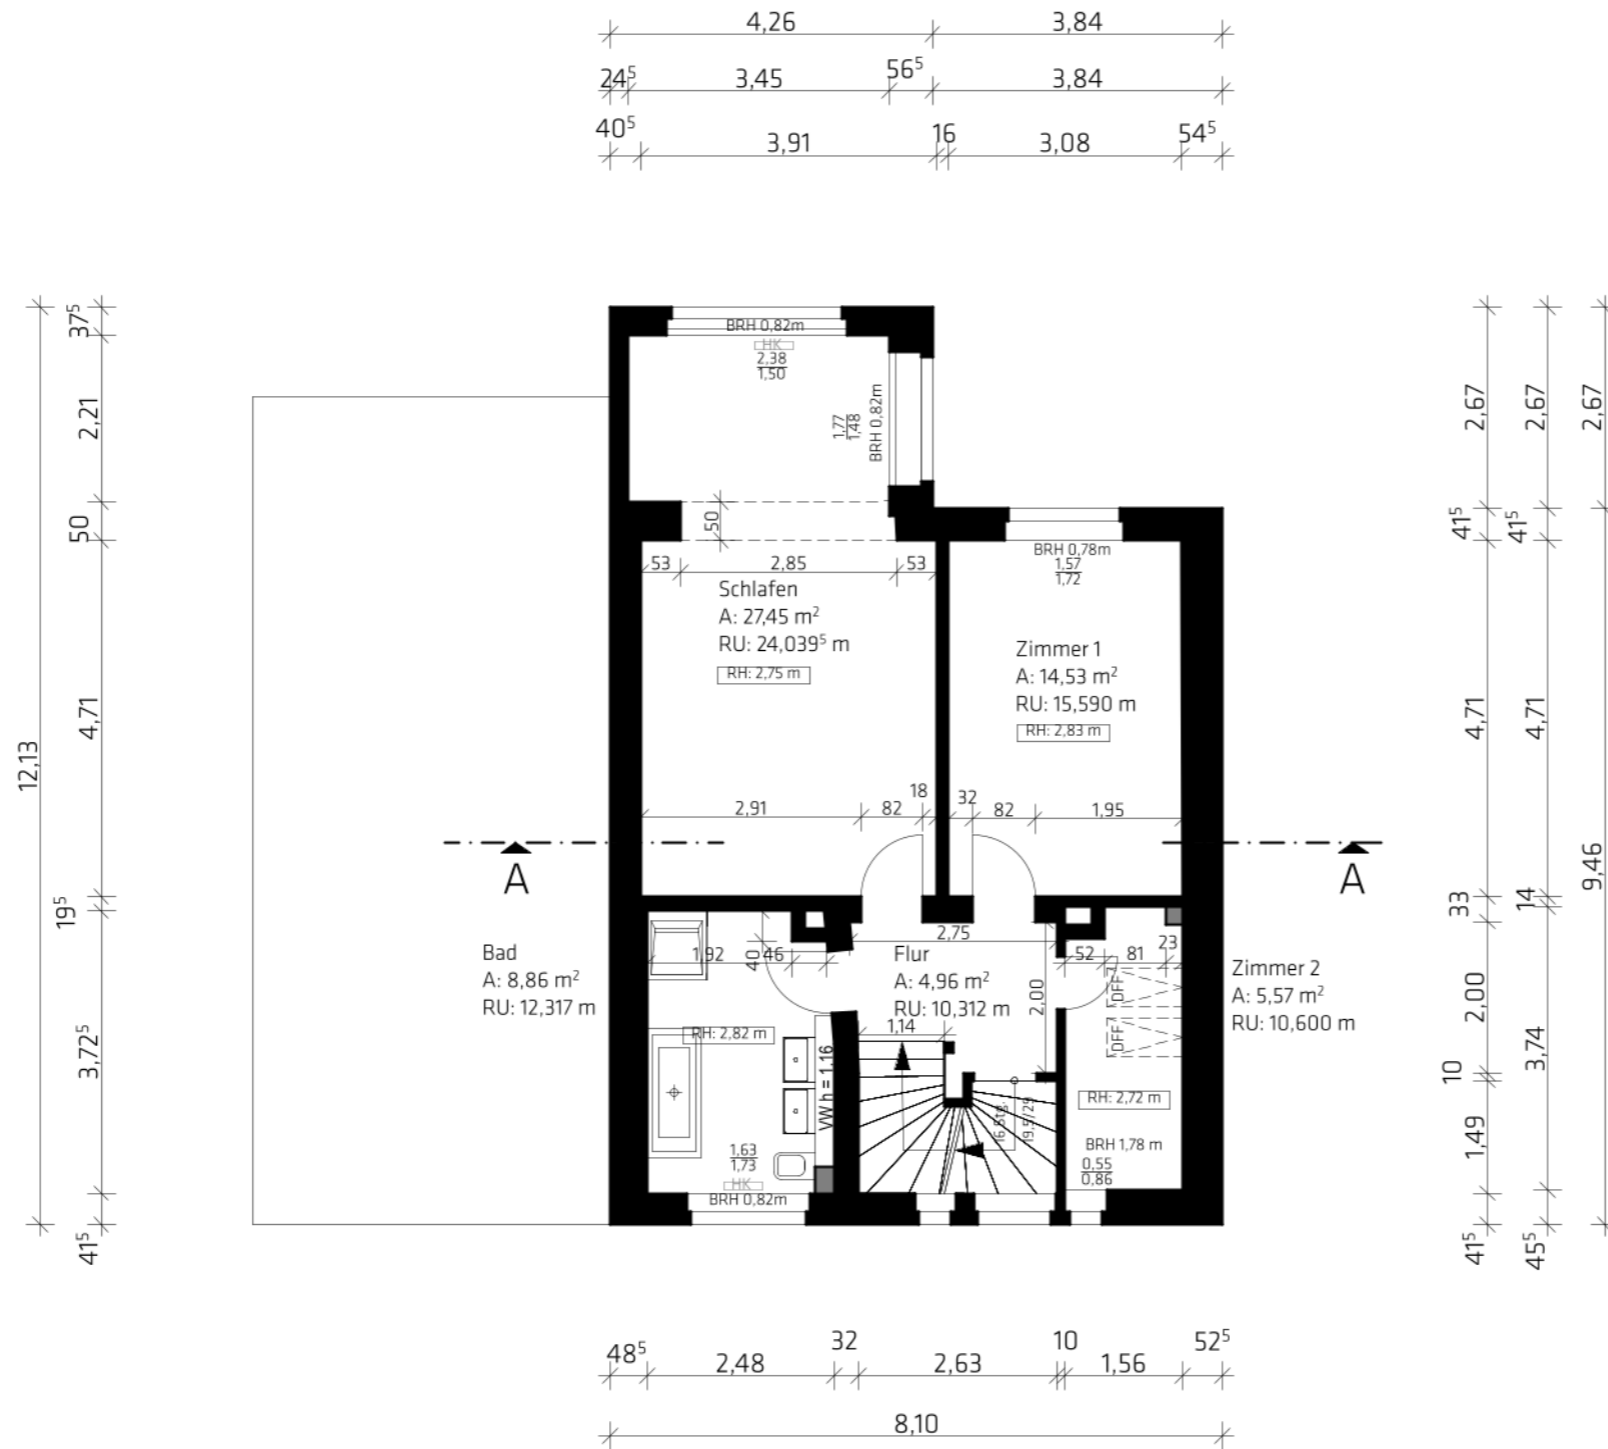 4,26
3,84
24⁵
3,45
56⁵
3,84
40⁵
3,91
16
3,08
54⁵
12,13
37⁵
2,21
50
4,71
19⁵
3,72⁵
41⁵
BRH 0,82m
HK
2,38
1,50
1,77
1,48
BRH 0,82m
50
53
2,85
53
Schlafen
A: 27,45 m²
RU: 24,039⁵ m
RH: 2,75 m
BRH 0,78m
1,57
1,72
Zimmer 1
A: 14,53 m²
RU: 15,590 m
RH: 2,83 m
2,91
82
18
32
82
1,95
A
A
Bad
A: 8,86 m²
RU: 12,317 m
1,92
40
46
RH: 2,82 m
VW h = 1,16
1,63
1,73
HK
BRH 0,82m
2,75
Flur
A: 4,96 m²
RU: 10,312 m
2,00
1,14
16 Stg.
19.5/29
52
81
23
DFF
DFF
Zimmer 2
A: 5,57 m²
RU: 10,600 m
RH: 2,72 m
BRH 1,78 m
0,55
0,86
2,67
41⁵
4,71
33
2,00
10
1,49
41⁵
2,67
41⁵
4,71
14
3,74
45⁵
2,67
9,46
48⁵
2,48
32
2,63
10
1,56
52⁵
8,10